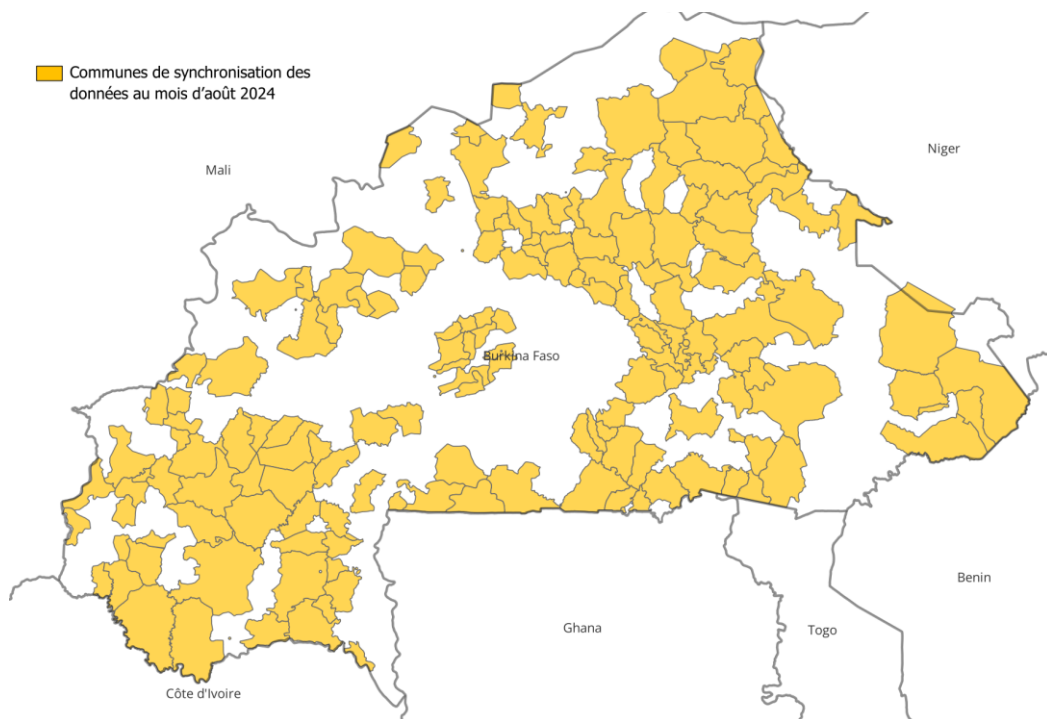 Communes de synchronisation des
données au mois d'août 2024
Mali
Niger
Burkina Faso
Benin
Ghana
Togo
Côte d'Ivoire